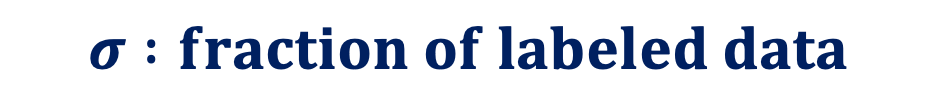 σ : fraction of labeled data